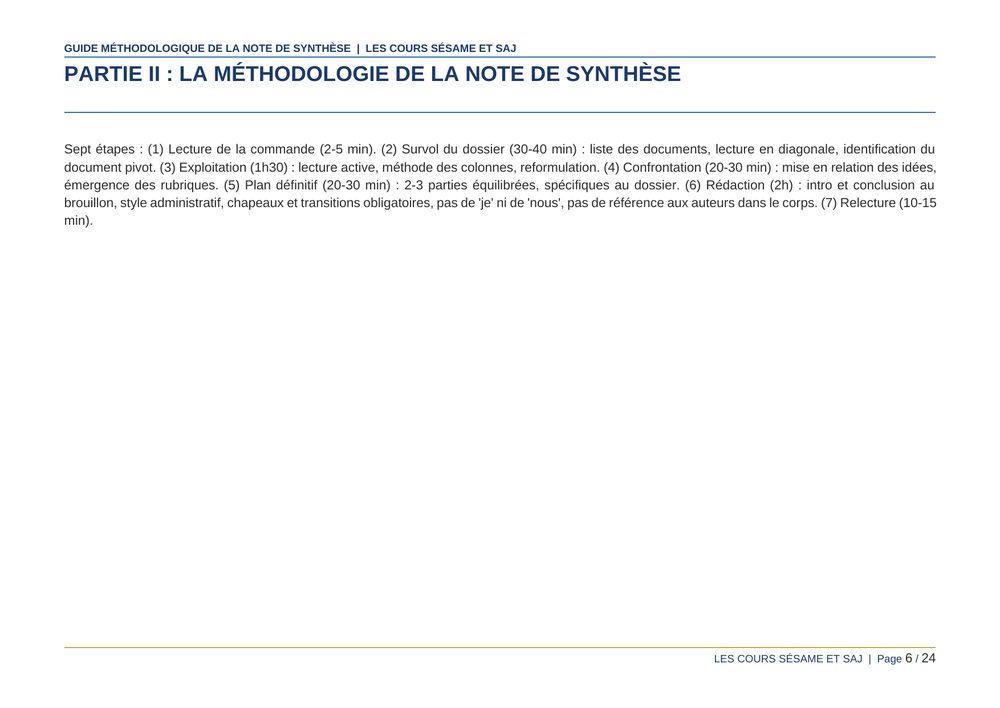 GUIDE MÉTHODOLOGIQUE DE LA NOTE DE SYNTHÈSE | LES COURS SÉSAME ET SAJ
PARTIE II : LA MÉTHODOLOGIE DE LA NOTE DE SYNTHÈSE
Sept étapes : (1) Lecture de la commande (2-5 min). (2) Survol du dossier (30-40 min) : liste des documents, lecture en diagonale, identification du
document pivot. (3) Exploitation (1h30) : lecture active, méthode des colonnes, reformulation. (4) Confrontation (20-30 min) : mise en relation des idées,
émergence des rubriques. (5) Plan définitif (20-30 min) : 2-3 parties équilibrées, spécifiques au dossier. (6) Rédaction (2h) : intro et conclusion au
brouillon, style administratif, chapeaux et transitions obligatoires, pas de 'je' ni de 'nous', pas de référence aux auteurs dans le corps. (7) Relecture (10-15
min).
LES COURS SÉSAME ET SAJ | Page 6 / 24